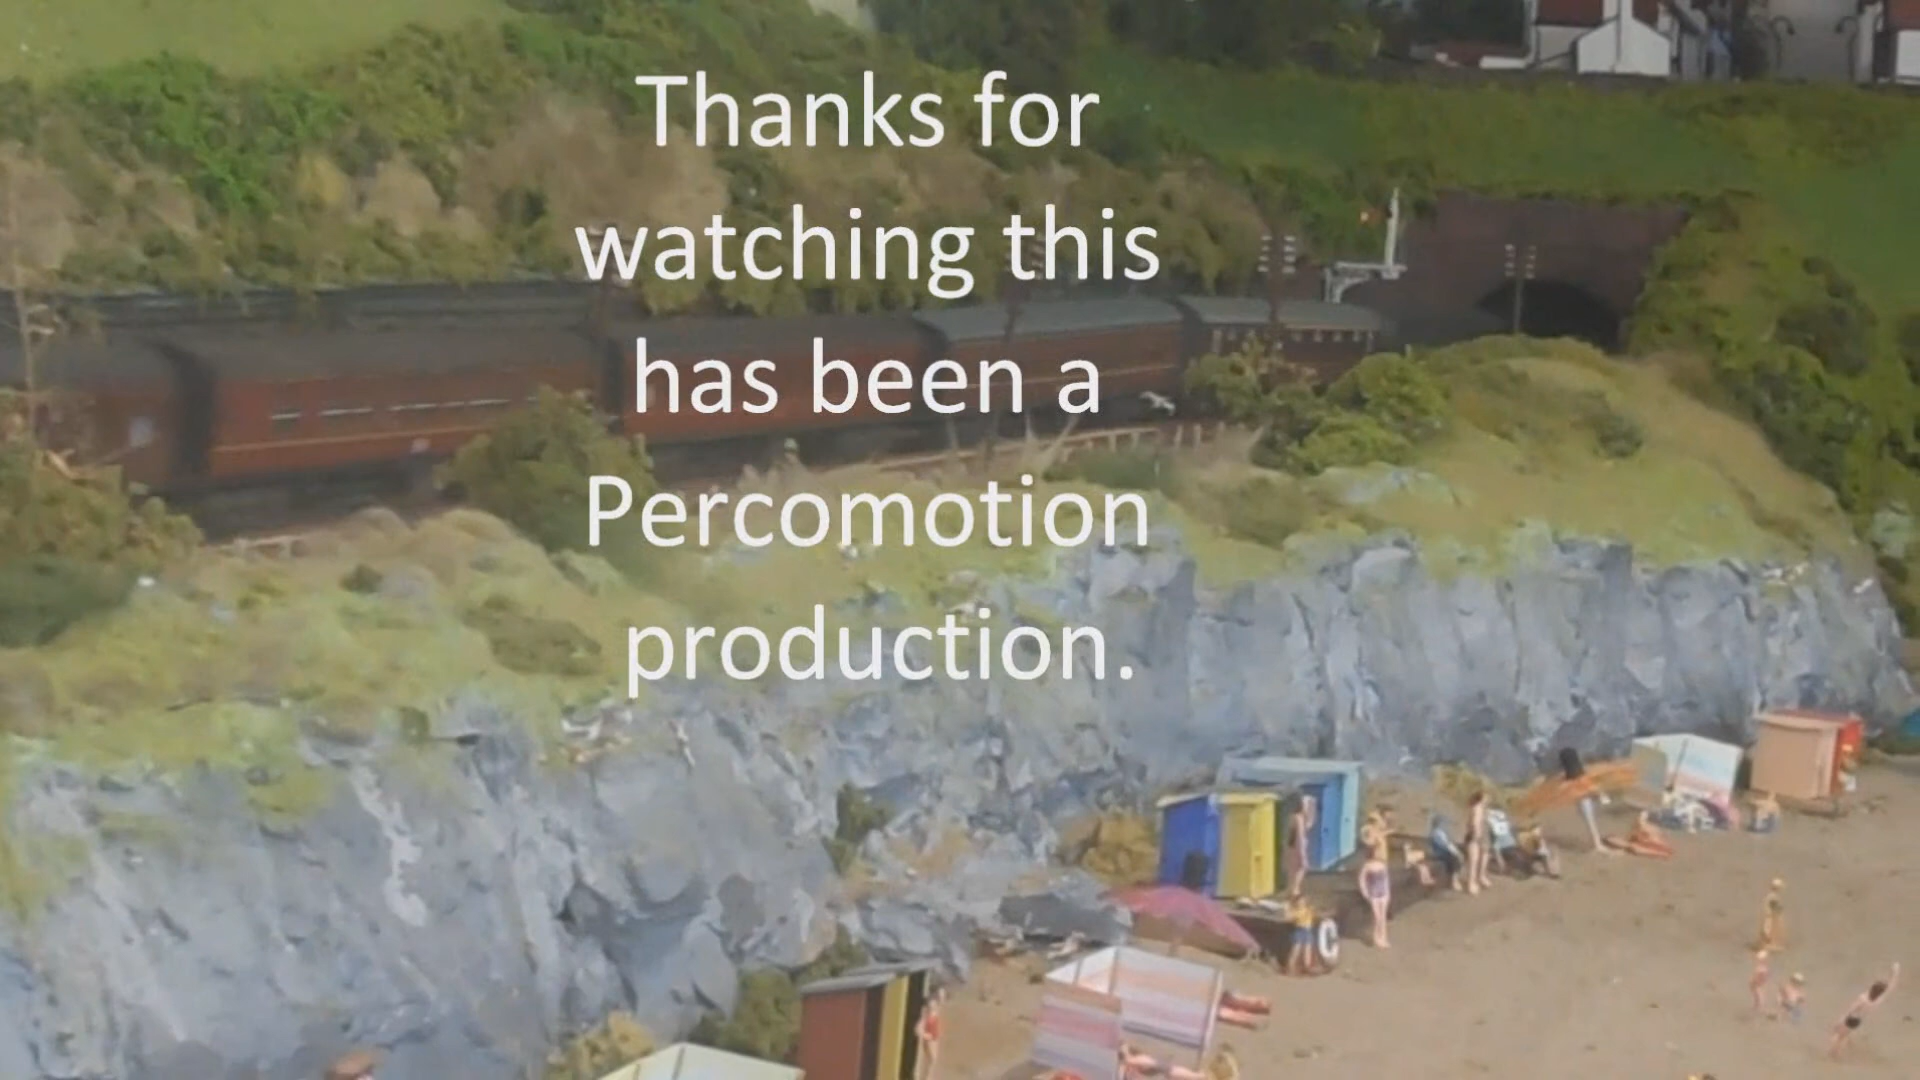 Thanks for
watching this
has been a
Percomotion
production.
C